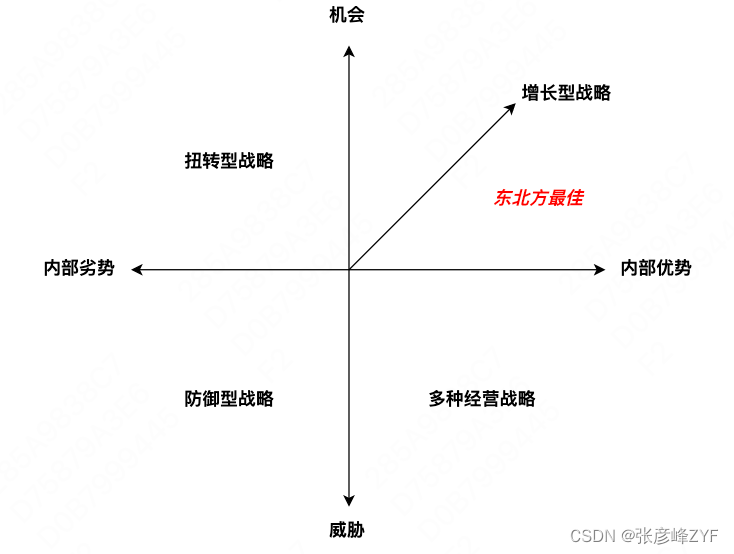 机会
增长型战略
扭转型战略
东北方最佳
内部劣势
内部优势
防御型战略
多种经营战略
威胁
CSDN @张彦峰ZYF